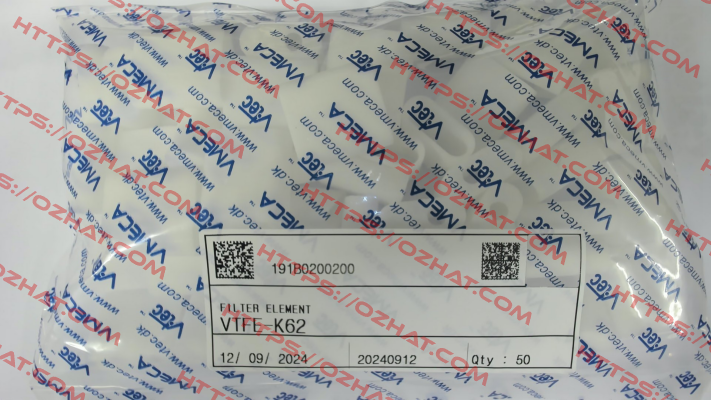 VMECA
www.vmeca.com
Vtec
www.vtec.dk
HTTPS://OZHAT.COM
191B0200200
FILTER ELEMENT
VTFE-K62
12/ 09/ 2024
20240912
Qty : 50